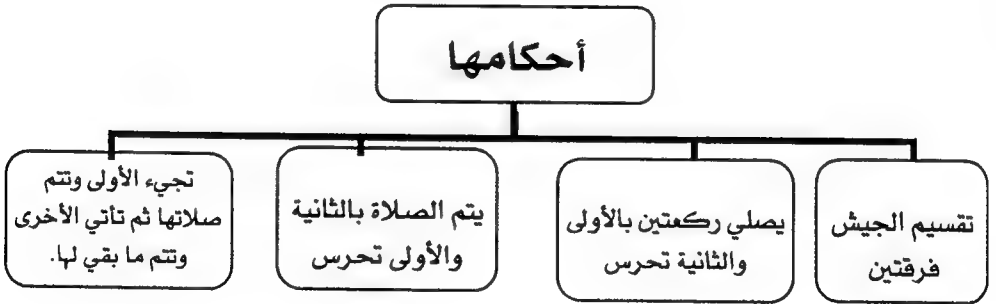 أحكامها
تقسيم الجيش
فرقتين
يصلي ركعتين بالأولى
والثانية تحرس
يتم الصلاة بالثانية
والأولى تحرس
تجيء الأولى وتتم
صلاتها ثم تأتي الأخرى
وتتم ما بقي لها.